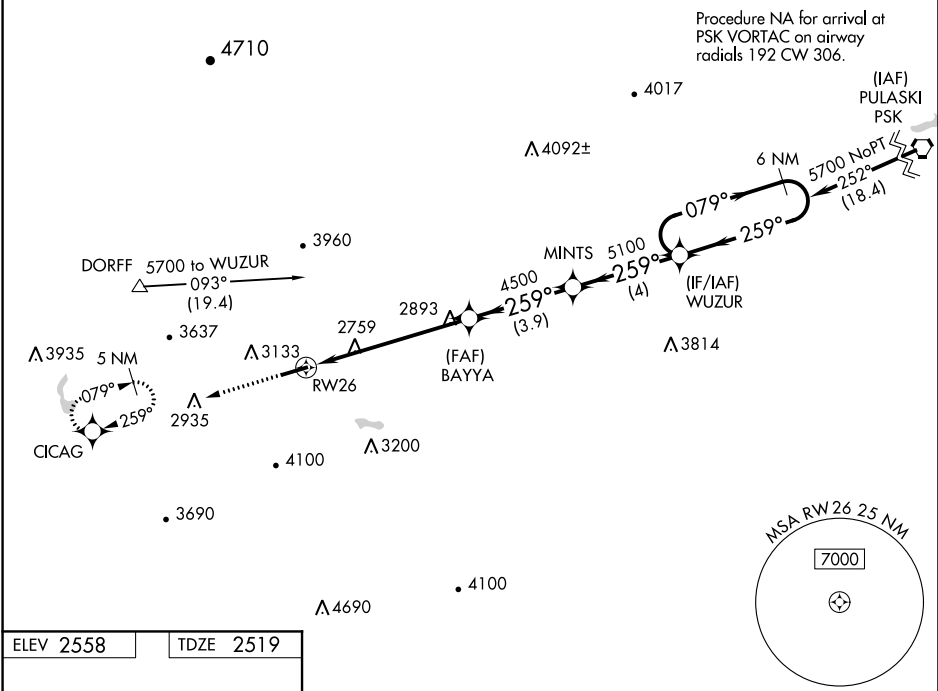 Procedure NA for arrival at
PSK VORTAC on airway
radials 192 CW 306.
4710
4017
(IAF)
PULASKI
PSK
4092±
6 NM
5700 NoPT
252°
(18.4)
079°
259°
3960
MINTS
5100
259°
(4)
(IF/IAF)
WUZUR
DORFF
5700 to WUZUR
093°
(19.4)
4500
259°
(3.9)
2893
(FAF)
BAYYA
3637
2759
3814
3935
5 NM
3133
RW26
079°
259°
2935
CICAG
3200
4100
3690
MSA RW 26 25 NM
7000
4100
4690
ELEV 2558
TDZE 2519